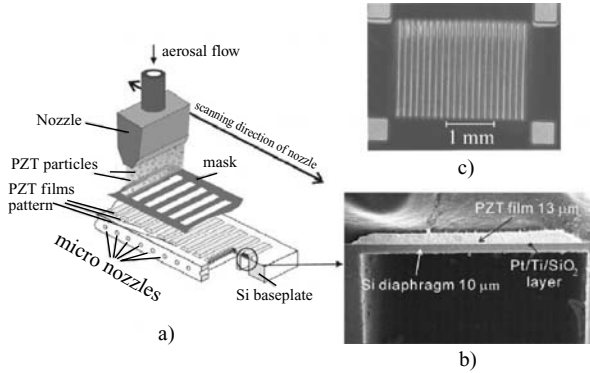 aerosal flow
Nozzle
scanning direction of nozzle
PZT particles
mask
PZT films
pattern
micro nozzles
Si baseplate
a)
1 mm
c)
PZT film 13 μm
Si diaphragm 10 μm
Pt/Ti/SiO₂
layer
b)